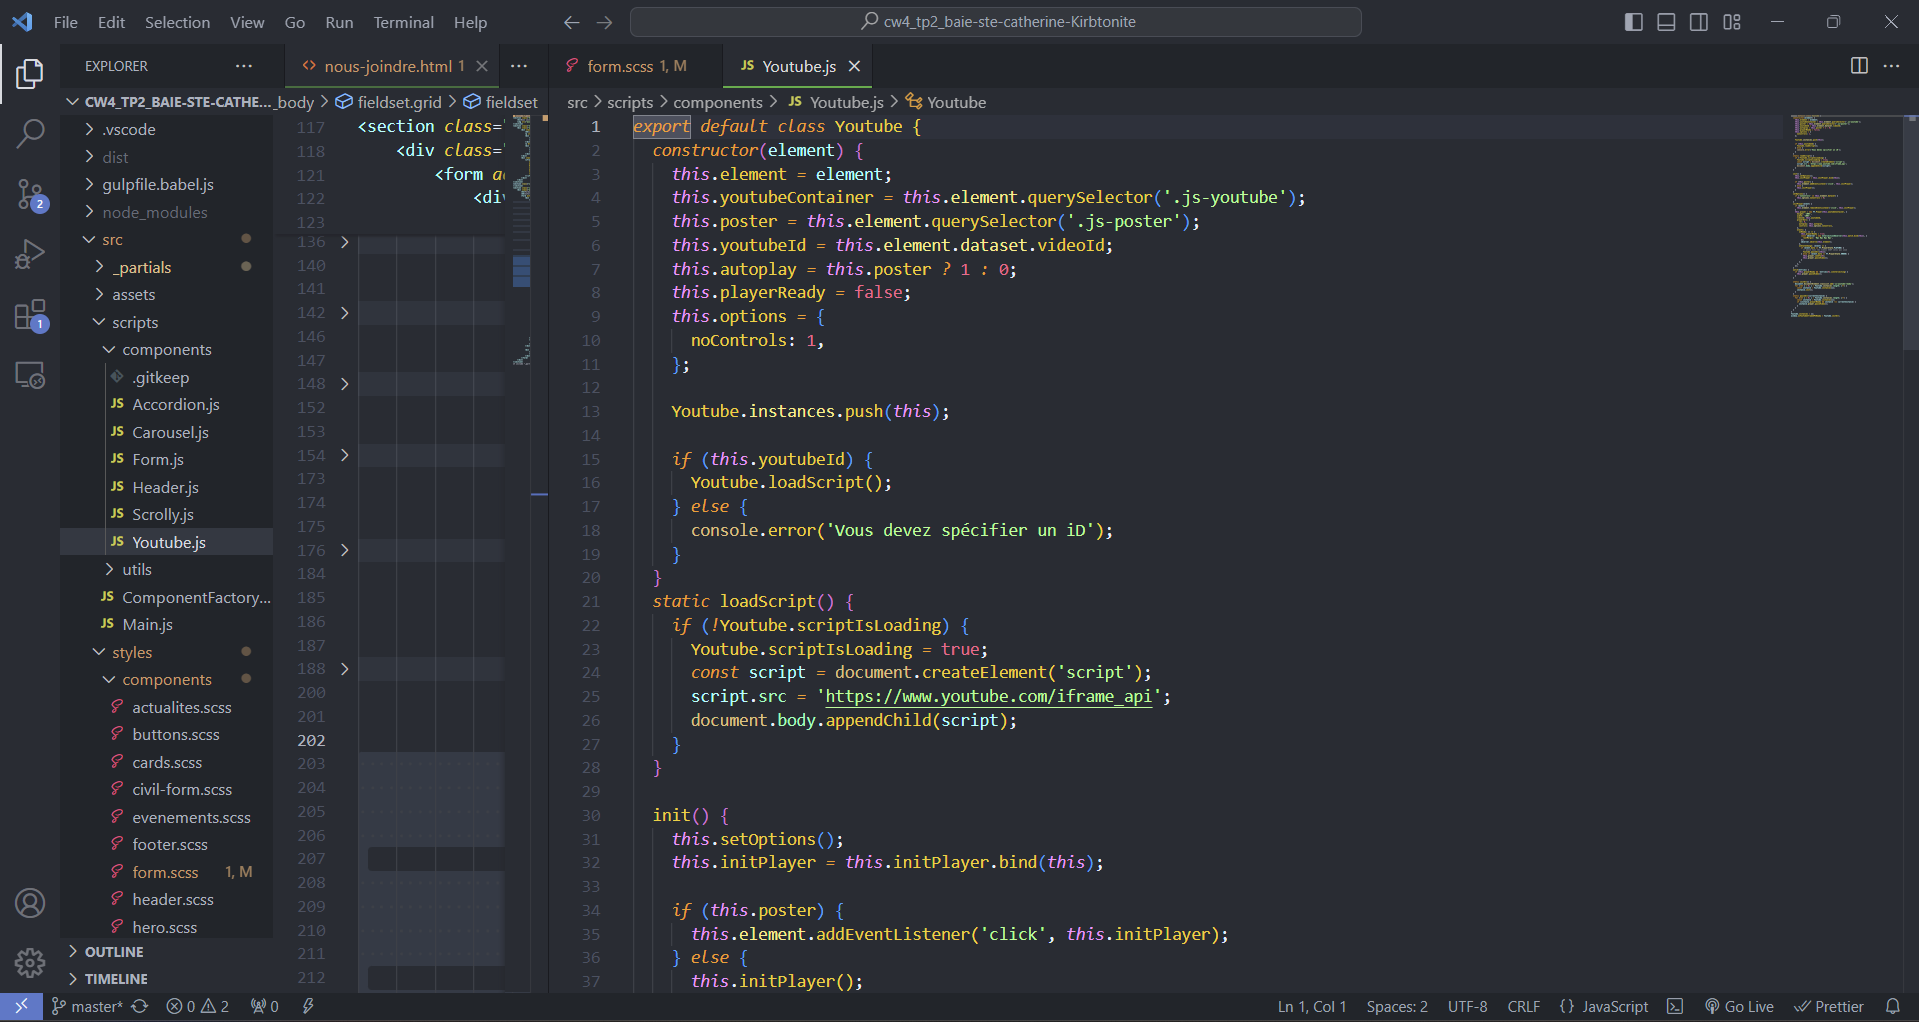 File Edit Selection View Go Run Terminal Help
cw4_tp2_baie-ste-catherine-Kirbtonite
EXPLORER
nous-joindre.html 1
form.scss 1, M
JS Youtube.js
CW4_TP2_BAIE-STE-CATHE...
_body > fieldset.grid > fieldset
src > scripts > components > JS Youtube.js > Youtube
.vscode
dist
gulpfile.babel.js
node_modules
src
_partials
assets
scripts
components
.gitkeep
JS Accordion.js
JS Carousel.js
JS Form.js
JS Header.js
JS Scrolly.js
JS Youtube.js
utils
JS ComponentFactory...
JS Main.js
styles
components
actualites.scss
buttons.scss
cards.scss
civil-form.scss
evenements.scss
footer.scss
form.scss 1, M
header.scss
hero.scss
OUTLINE
TIMELINE
2
1
117 <section class=
118 <div class=
121 <form a
122 <di
123
136
140
141
142
146
147
148
152
153
154
173
174
175
176
184
185
186
187
188
200
201
202
203
204
205
206
207
208
209
210
211
212
1 export default class Youtube {
2 constructor(element) {
3 this.element = element;
4 this.youtubeContainer = this.element.querySelector('.js-youtube');
5 this.poster = this.element.querySelector('.js-poster');
6 this.youtubeId = this.element.dataset.videoId;
7 this.autoplay = this.poster ? 1 : 0;
8 this.playerReady = false;
9 this.options = {
10 noControls: 1,
11 };
12
13 Youtube.instances.push(this);
14
15 if (this.youtubeId) {
16 Youtube.loadScript();
17 } else {
18 console.error('Vous devez spécifier un iD');
19 }
20 }
21 static loadScript() {
22 if (!Youtube.scriptIsLoading) {
23 Youtube.scriptIsLoading = true;
24 const script = document.createElement('script');
25 script.src = 'https://www.youtube.com/iframe_api';
26 document.body.appendChild(script);
27 }
28 }
29
30 init() {
31 this.setOptions();
32 this.initPlayer = this.initPlayer.bind(this);
33
34 if (this.poster) {
35 this.element.addEventListener('click', this.initPlayer);
36 } else {
37 this.initPlayer();
master* 0 2 0
Ln 1, Col 1 Spaces: 2 UTF-8 CRLF {} JavaScript Go Live Prettier